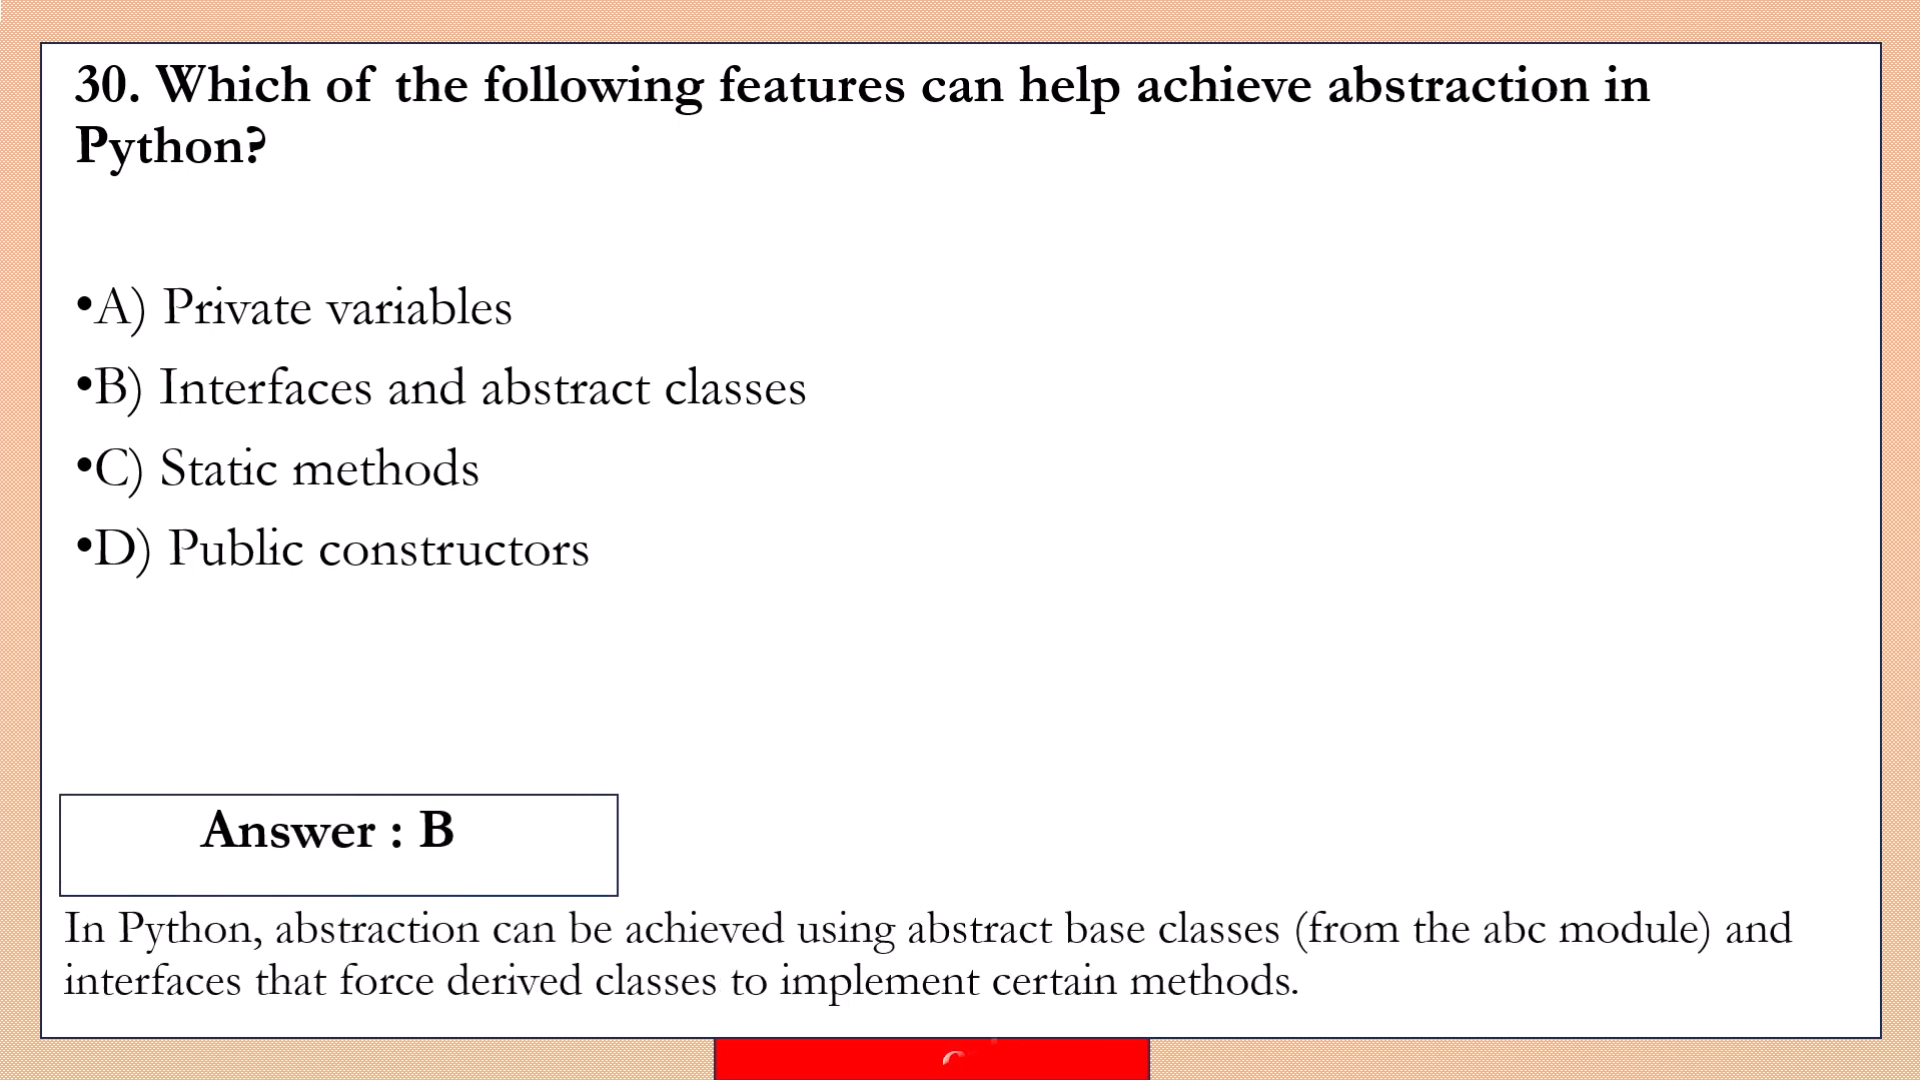 30. Which of the following features can help achieve abstraction in
Python?
•A) Private variables
•B) Interfaces and abstract classes
•C) Static methods
•D) Public constructors
Answer : B
In Python, abstraction can be achieved using abstract base classes (from the abc module) and
interfaces that force derived classes to implement certain methods.